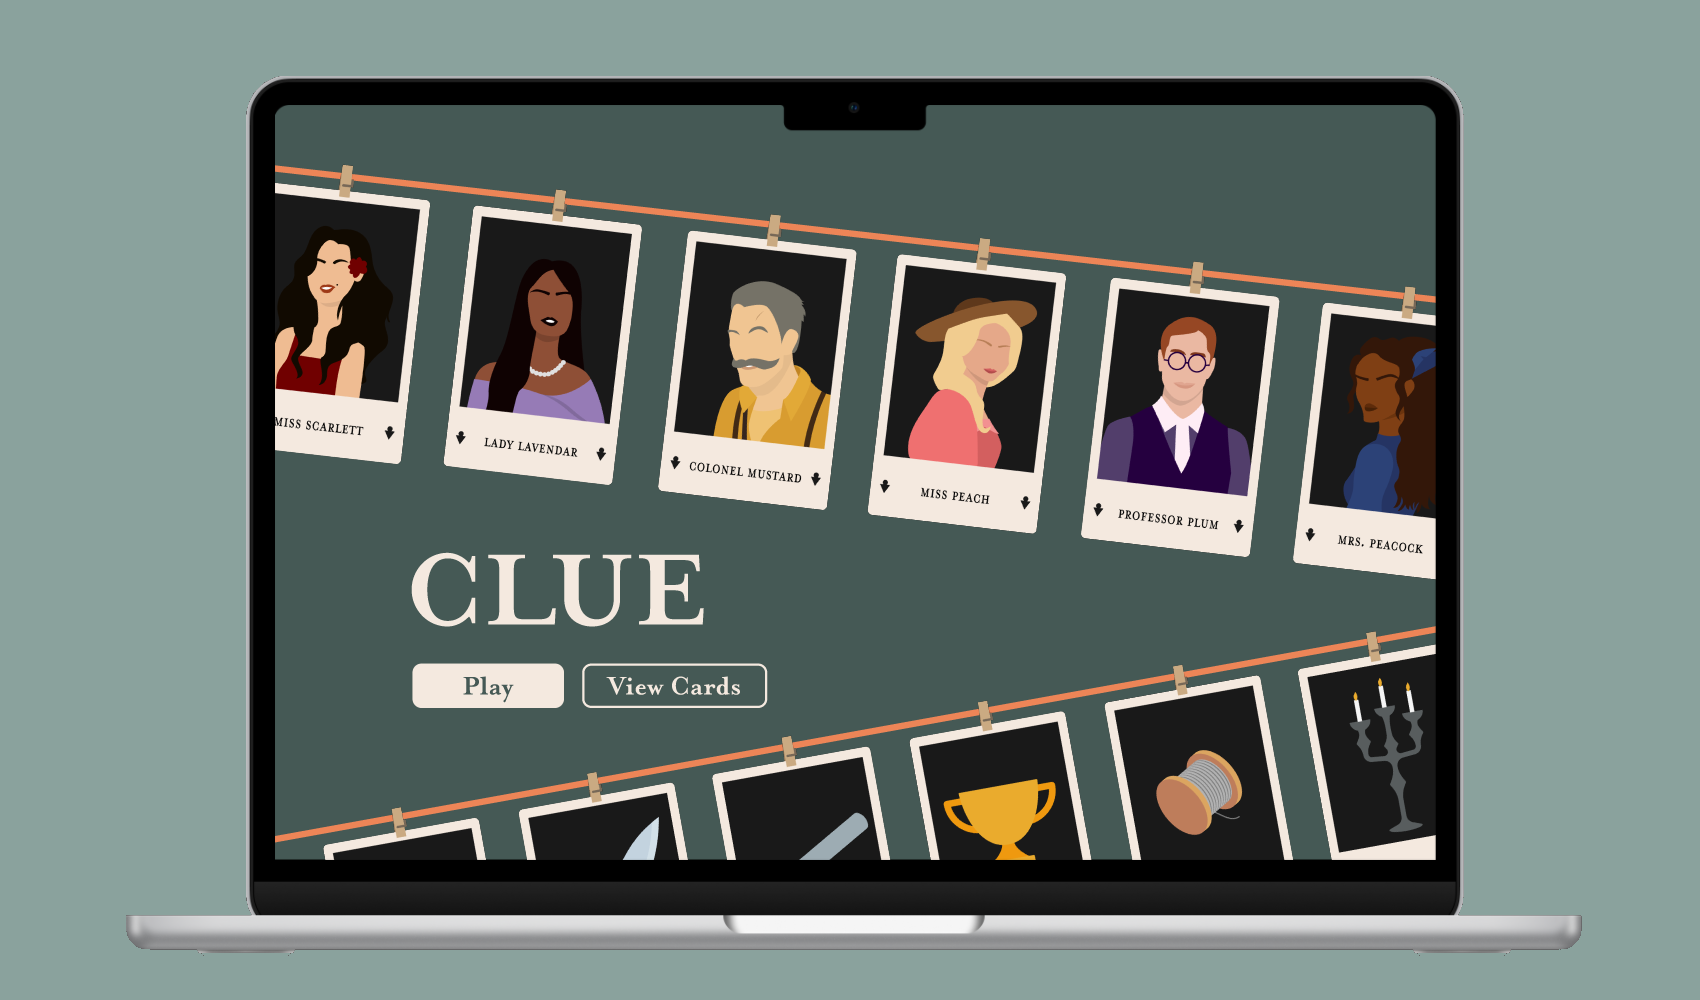 MISS SCARLETT
LADY LAVENDAR
COLONEL MUSTARD
MISS PEACH
PROFESSOR PLUM
MRS. PEACOCK
CLUE
Play
View Cards